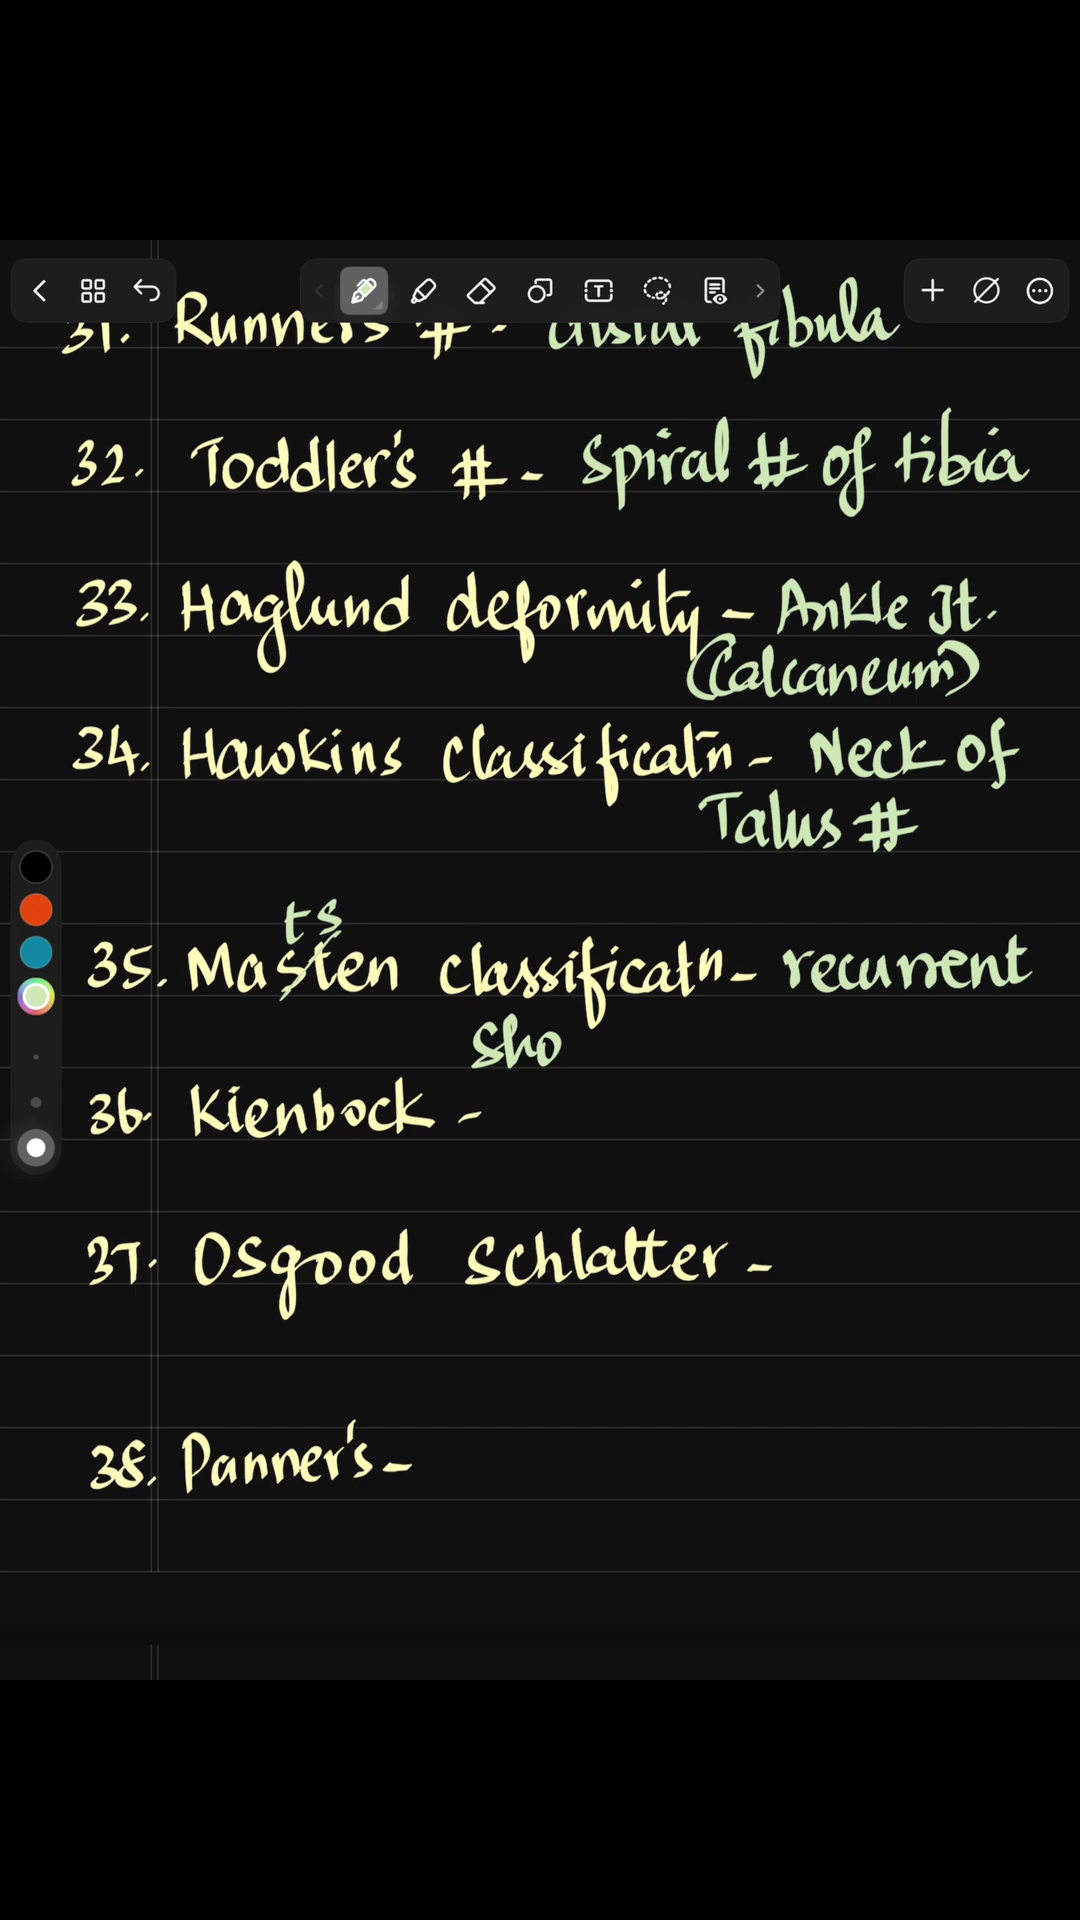 31. Runners # - distal fibula
32. Toddler's # - Spiral # of tibia
33. Haglund deformity - Ankle Jt.
(Calcaneum)
34. Hawkins classificatn - Neck of
Talus #
ts
35. Masten classificatn - recurrent
Sho
36. Kienbock -
37. Osgood schlatter -
38. Panner's -